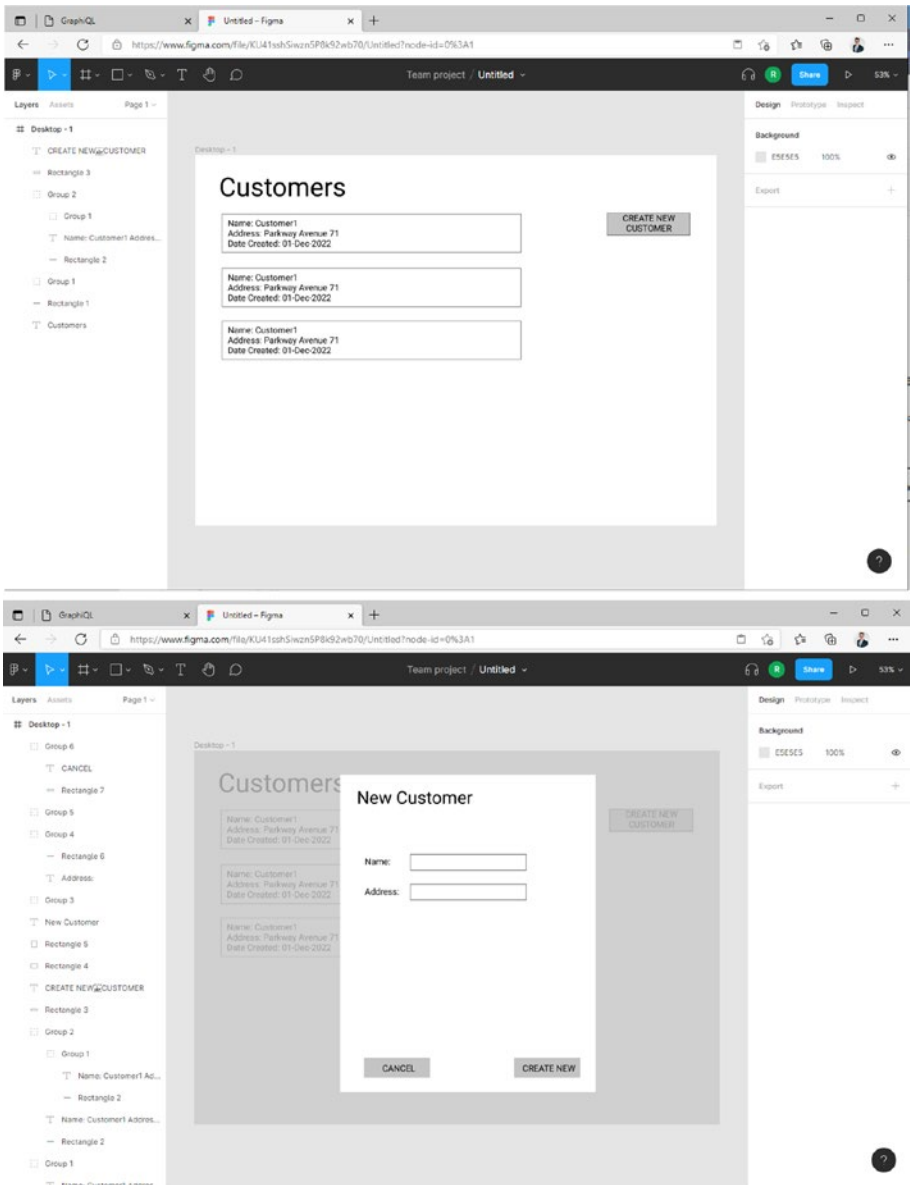 GraphiQL
Untitled – Figma
https://www.figma.com/file/KU41sshSiwzn5P8k92wb70/Untitled?node-id=0%3A1
Team project / Untitled
R
Share
53%
Layers Assets Page 1
Desktop - 1
CREATE NEW CUSTOMER
Rectangle 3
Group 2
Group 1
Name: Customer1 Addres...
Rectangle 2
Group 1
Rectangle 1
Customers
Desktop - 1
Customers
Name: Customer1
Address: Parkway Avenue 71
Date Created: 01-Dec-2022
Name: Customer1
Address: Parkway Avenue 71
Date Created: 01-Dec-2022
Name: Customer1
Address: Parkway Avenue 71
Date Created: 01-Dec-2022
CREATE NEW
CUSTOMER
Design Prototype Inspect
Background
E5E5E5 100%
Export
?
GraphiQL
Untitled – Figma
https://www.figma.com/file/KU41sshSiwzn5P8k92wb70/Untitled?node-id=0%3A1
Team project / Untitled
R
Share
53%
Layers Assets Page 1
Desktop - 1
Group 6
CANCEL
Rectangle 7
Group 5
Group 4
Rectangle 6
Address:
Group 3
New Customer
Rectangle 5
Rectangle 4
CREATE NEW CUSTOMER
Rectangle 3
Group 2
Group 1
Name: Customer1 Ad...
Rectangle 2
Name: Customer1 Addres...
Rectangle 2
Group 1
Desktop - 1
Customers
Name: Customer1
Address: Parkway Avenue 71
Date Created: 01-Dec-2022
Name: Customer1
Address: Parkway Avenue 71
Date Created: 01-Dec-2022
Name: Customer1
Address: Parkway Avenue 71
Date Created: 01-Dec-2022
CREATE NEW
CUSTOMER
New Customer
Name:
Address:
CANCEL
CREATE NEW
Design Prototype Inspect
Background
E5E5E5 100%
Export
?